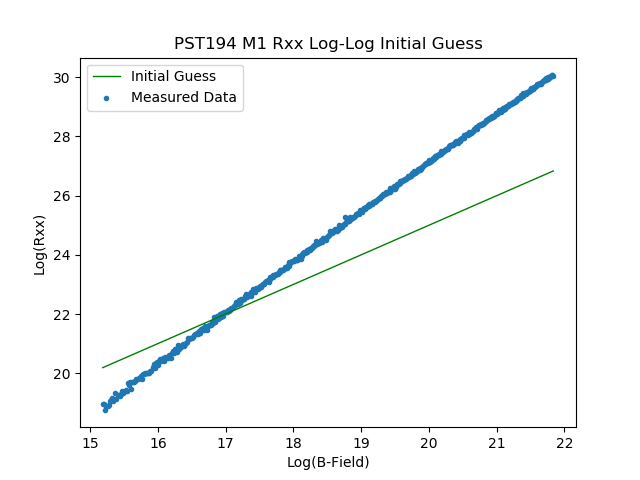 PST194 M1 Rxx Log-Log Initial Guess
Initial Guess
Measured Data
30
28
26
24
22
20
Log(Rxx)
15 16 17 18 19 20 21 22
Log(B-Field)